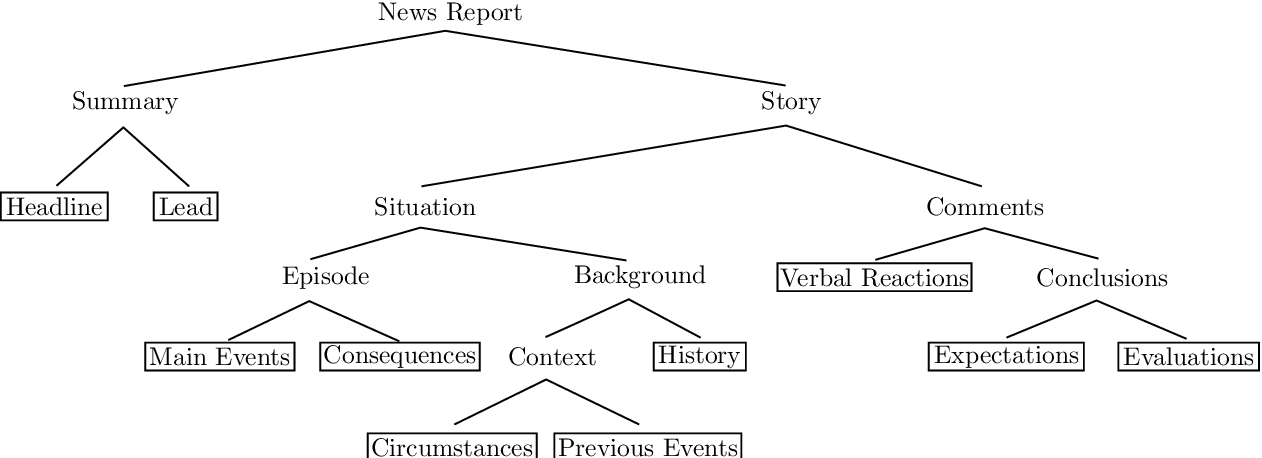 News Report
Summary
Story
Headline
Lead
Situation
Comments
Episode
Background
Verbal Reactions
Conclusions
Main Events
Consequences
Context
History
Expectations
Evaluations
Circumstances
Previous Events